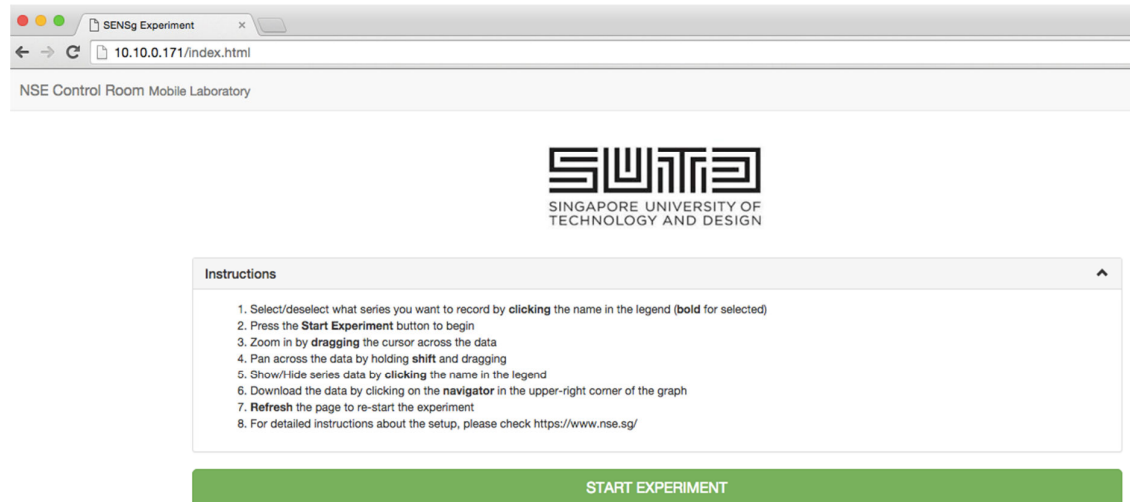 SENSg Experiment
10.10.0.171/index.html
NSE Control Room Mobile Laboratory
SUTD
SINGAPORE UNIVERSITY OF
TECHNOLOGY AND DESIGN
Instructions
1. Select/deselect what series you want to record by clicking the name in the legend (bold for selected)
2. Press the Start Experiment button to begin
3. Zoom in by dragging the cursor across the data
4. Pan across the data by holding shift and dragging
5. Show/Hide series data by clicking the name in the legend
6. Download the data by clicking on the navigator in the upper-right corner of the graph
7. Refresh the page to re-start the experiment
8. For detailed instructions about the setup, please check https://www.nse.sg/
START EXPERIMENT